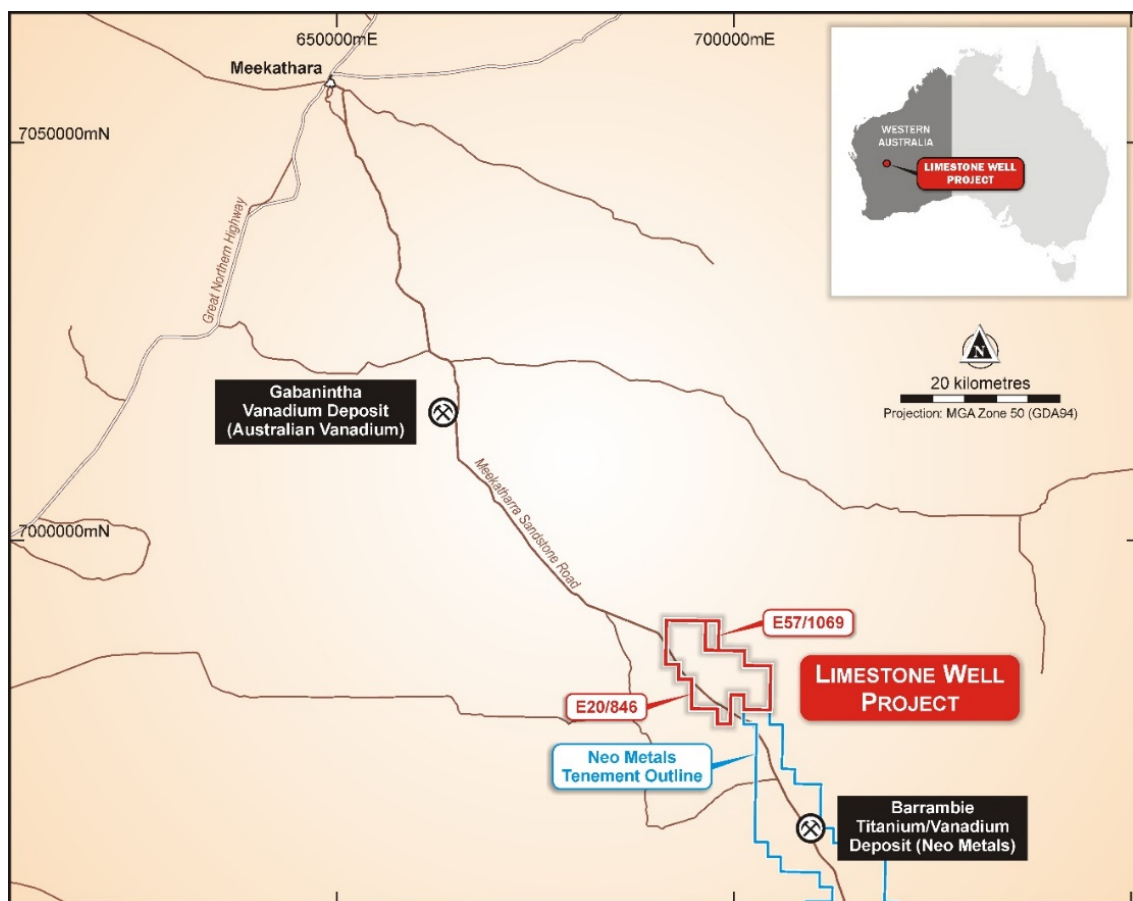 650000mE
700000mE
Meekathara
7050000mN
WESTERN
AUSTRALIA
LIMESTONE WELL
PROJECT
Great Northern Highway
N
20 kilometres
Projection: MGA Zone 50 (GDA94)
Gabanintha
Vanadium Deposit
(Australian Vanadium)
Meekatharra Sandstone Road
7000000mN
E57/1069
LIMESTONE WELL
PROJECT
E20/846
Neo Metals
Tenement Outline
Barrambie
Titanium/Vanadium
Deposit (Neo Metals)